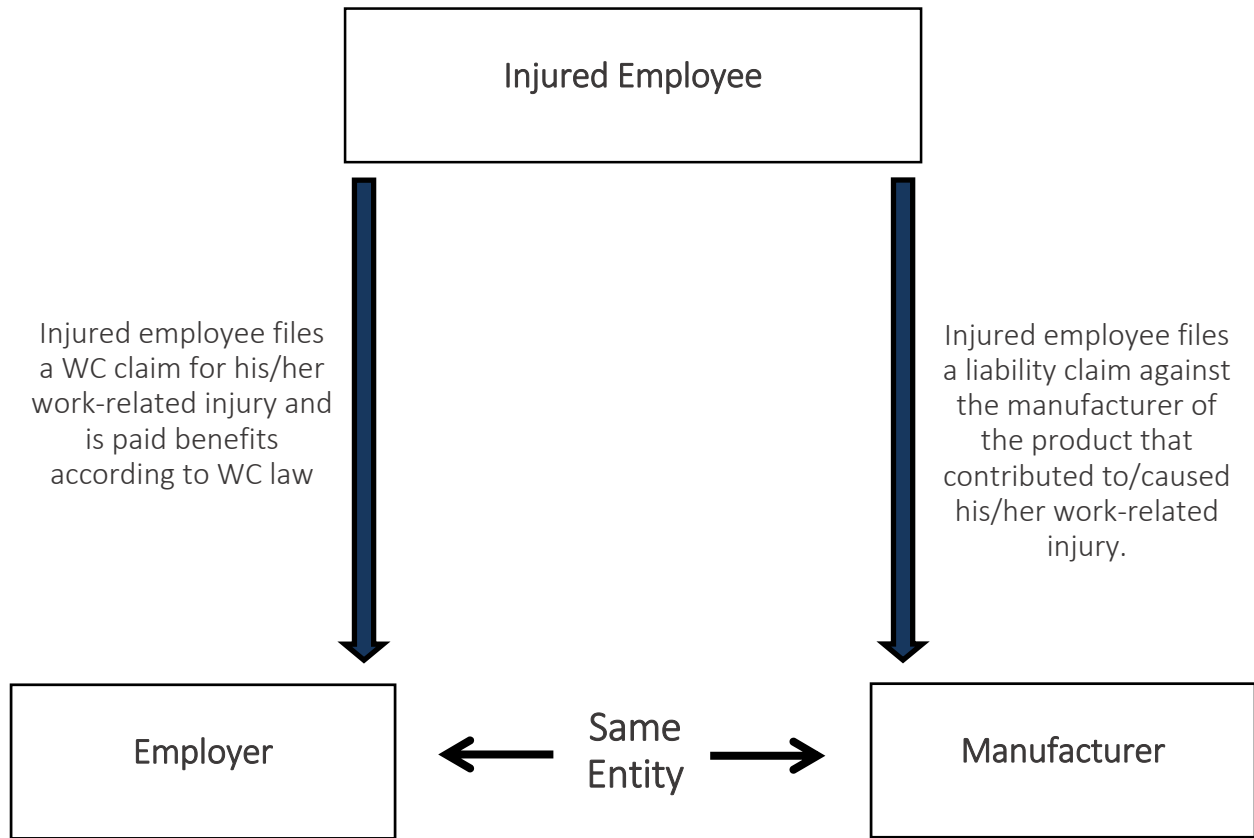 Injured Employee
Injured employee files
a WC claim for his/her
work-related injury and
is paid benefits
according to WC law
Injured employee files
a liability claim against
the manufacturer of
the product that
contributed to/caused
his/her work-related
injury.
Employer
Same
Entity
Manufacturer